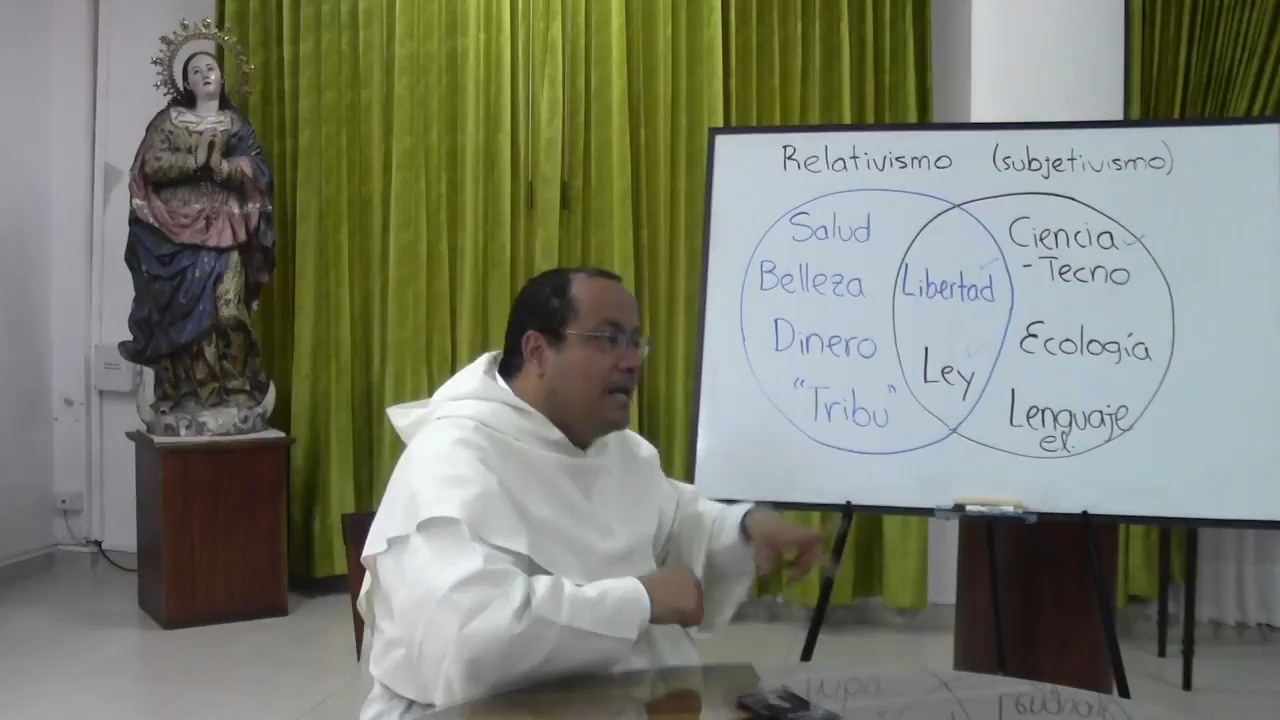 Relativismo (subjetivismo)
Salud
Belleza
Dinero
"Tribu"
Libertad
Ley
Ciencia
- Tecno
Ecología
Lenguaje
el.